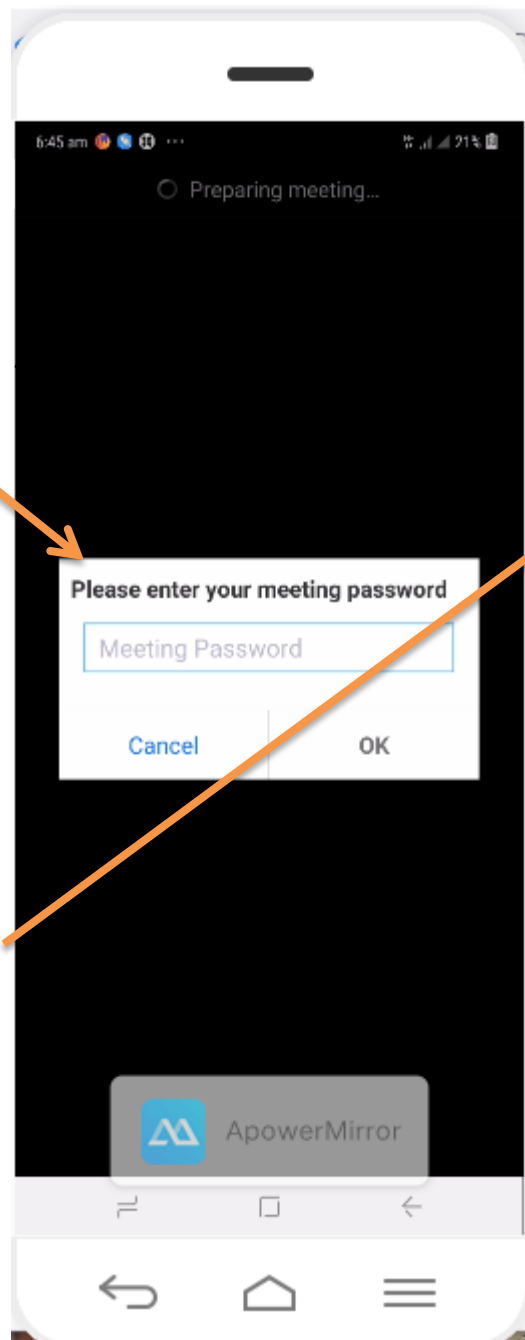 6:45 am ... 21%
Preparing meeting...
Please enter your meeting password
Meeting Password
Cancel OK
ApowerMirror